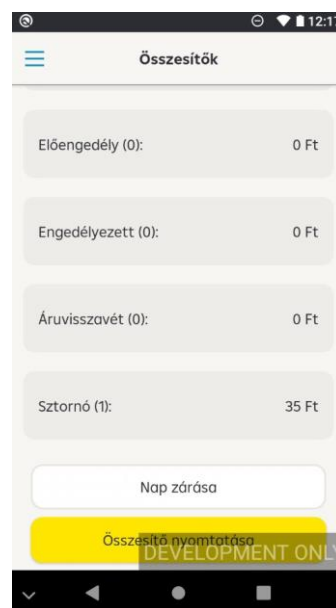 12:17
Összesítők
Előengedély (0): 0 Ft
Engedélyezett (0): 0 Ft
Áruvisszavét (0): 0 Ft
Sztornó (1): 35 Ft
Nap zárása
Összesítő nyomtatása
DEVELOPMENT ONLY